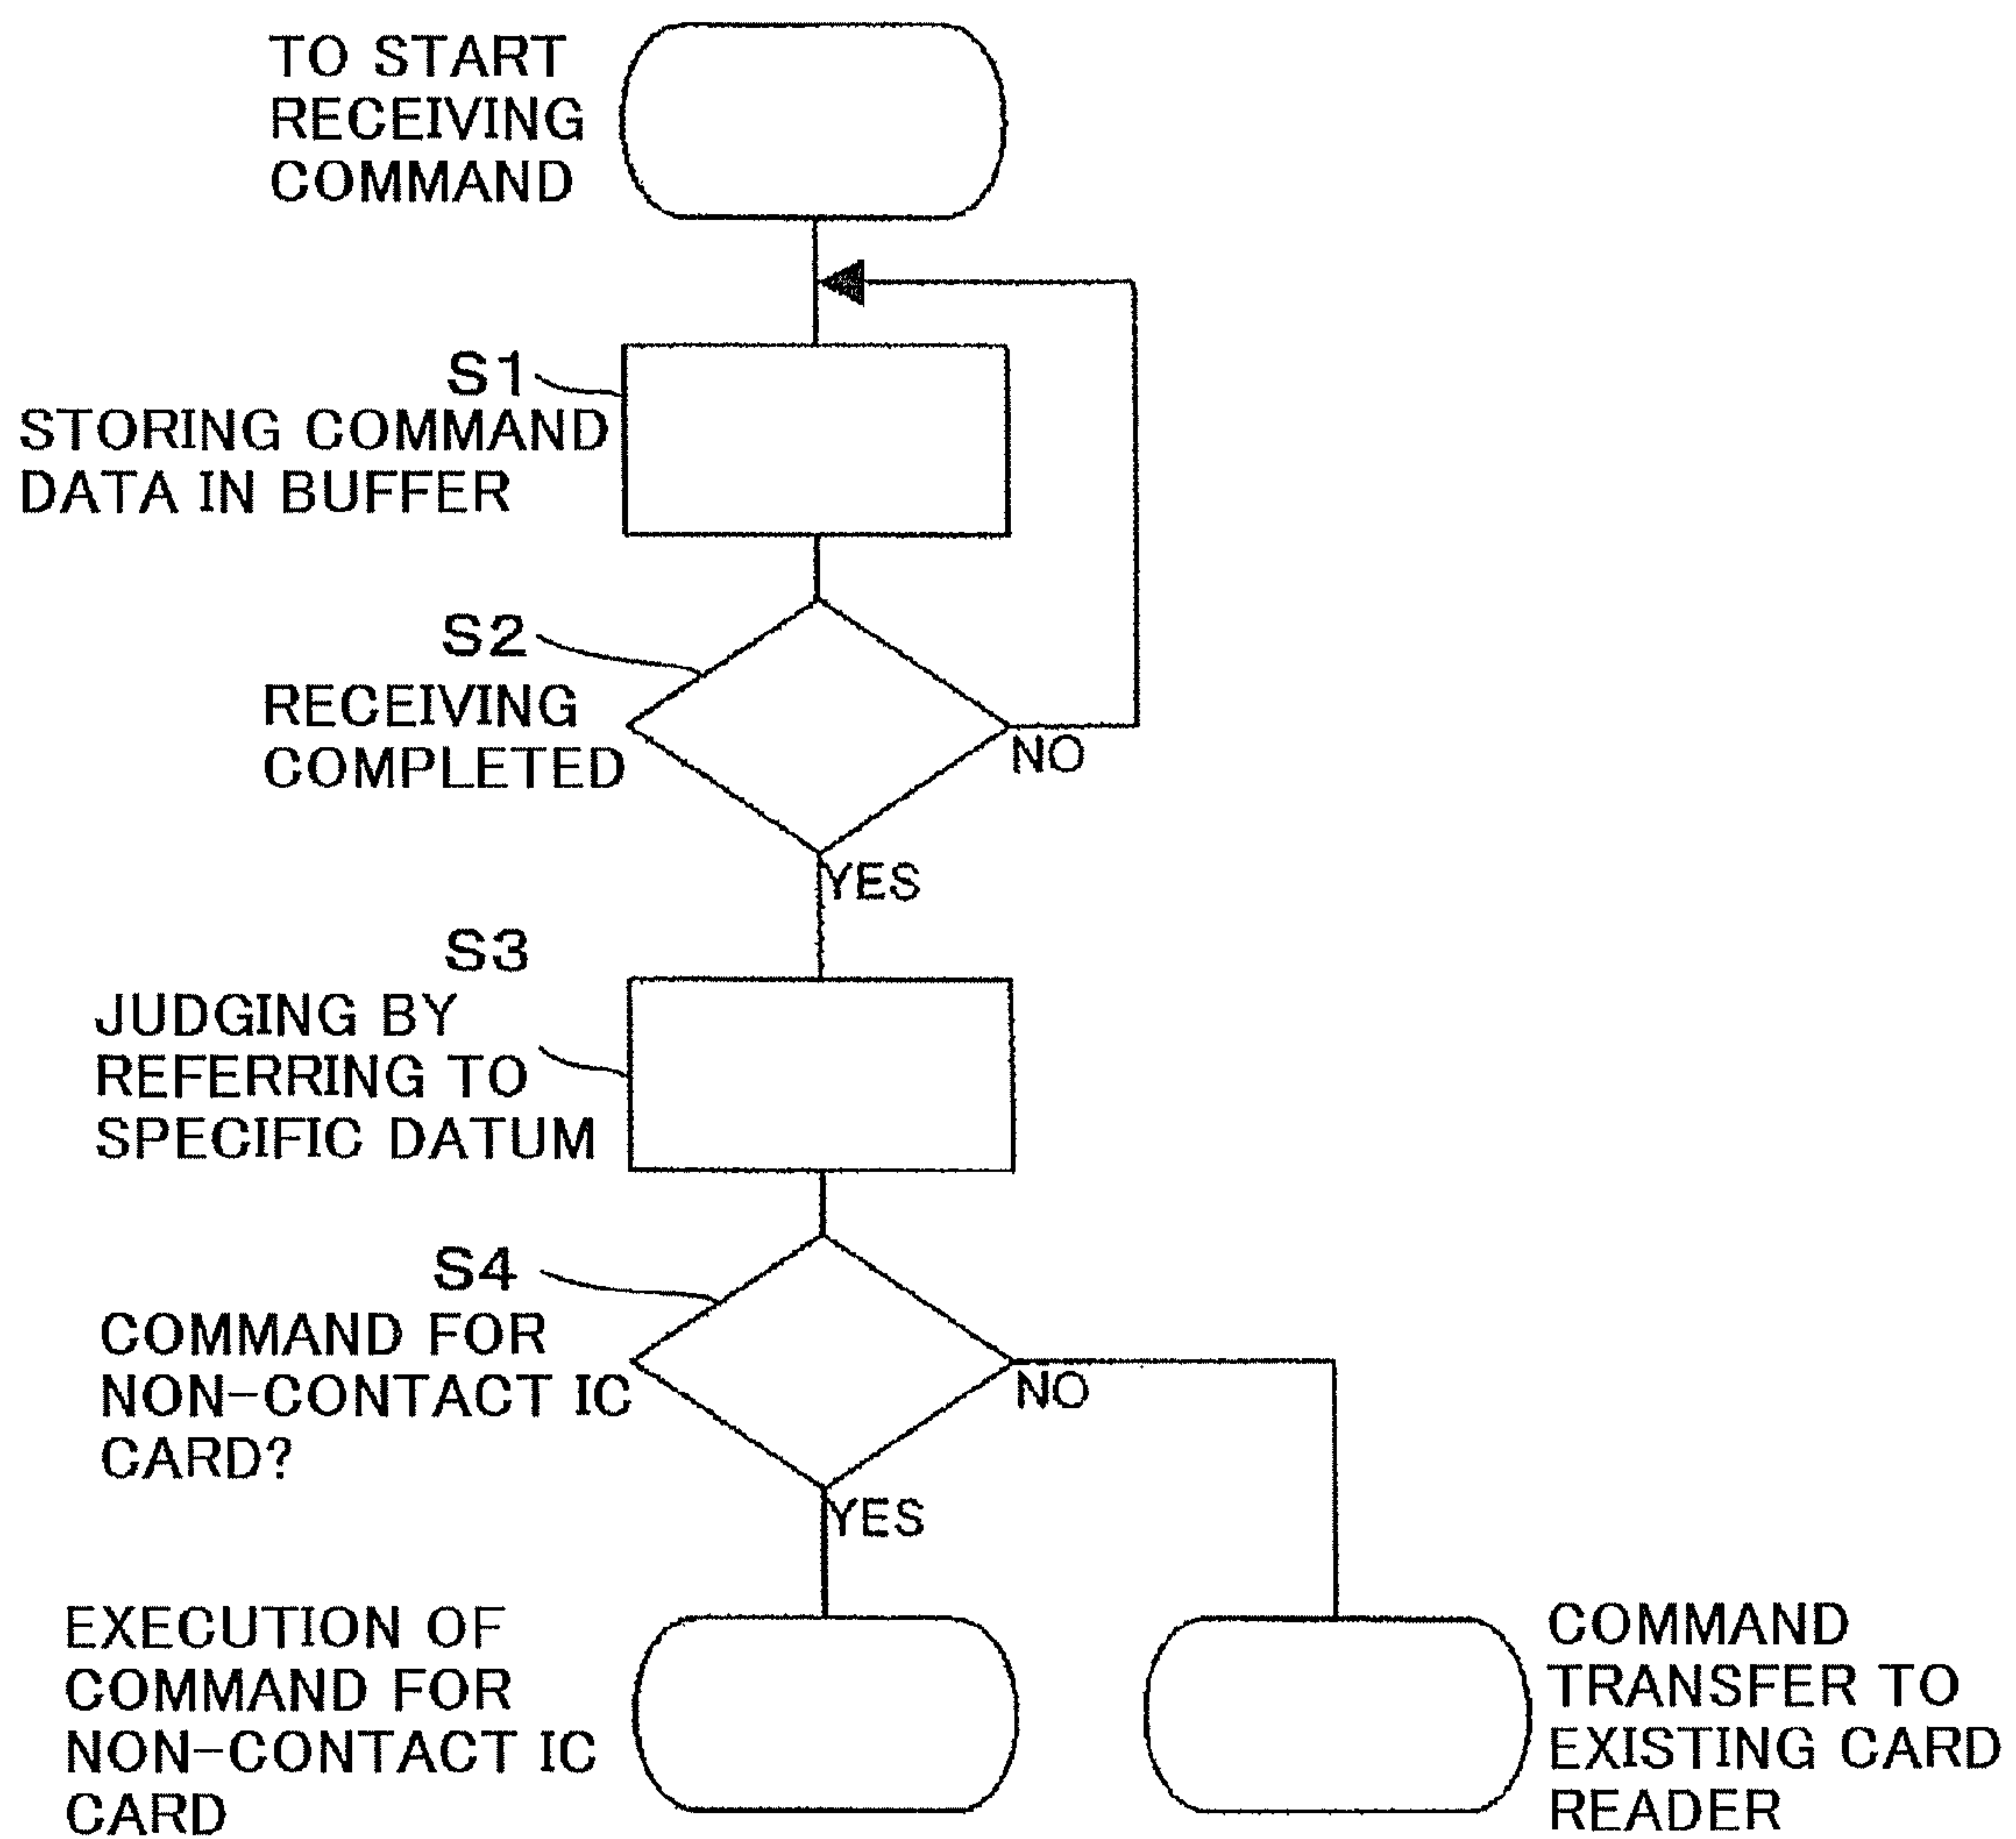 TO START
RECEIVING
COMMAND
S1
STORING COMMAND
DATA IN BUFFER
S2
RECEIVING
COMPLETED
NO
YES
S3
JUDGING BY
REFERRING TO
SPECIFIC DATUM
S4
COMMAND FOR
NON-CONTACT IC
CARD?
NO
YES
EXECUTION OF
COMMAND FOR
NON-CONTACT IC
CARD
COMMAND
TRANSFER TO
EXISTING CARD
READER